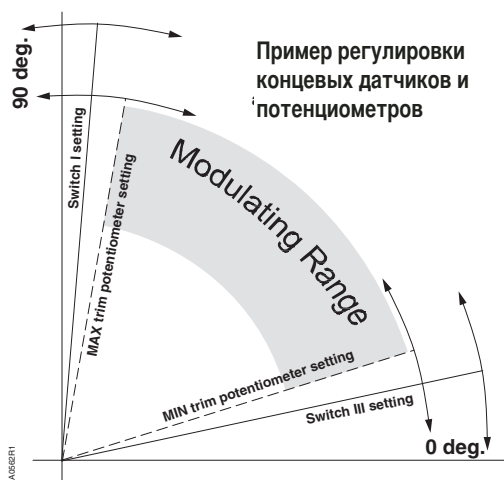 Пример регулировки
концевых датчиков и
потенциометров
90 deg.
Switch I setting
MAX trim potentiometer setting
Modulating Range
MIN trim potentiometer setting
Switch III setting
0 deg.
A0562R1